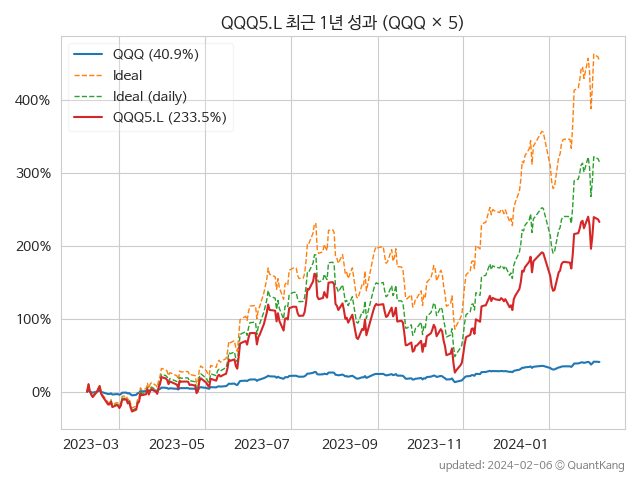 QQQ5.L 최근 1년 성과 (QQQ × 5)
QQQ (40.9%)
Ideal
Ideal (daily)
QQQ5.L (233.5%)
400%
300%
200%
100%
0%
2023-03 2023-05 2023-07 2023-09 2023-11 2024-01
updated: 2024-02-06 © QuantKang